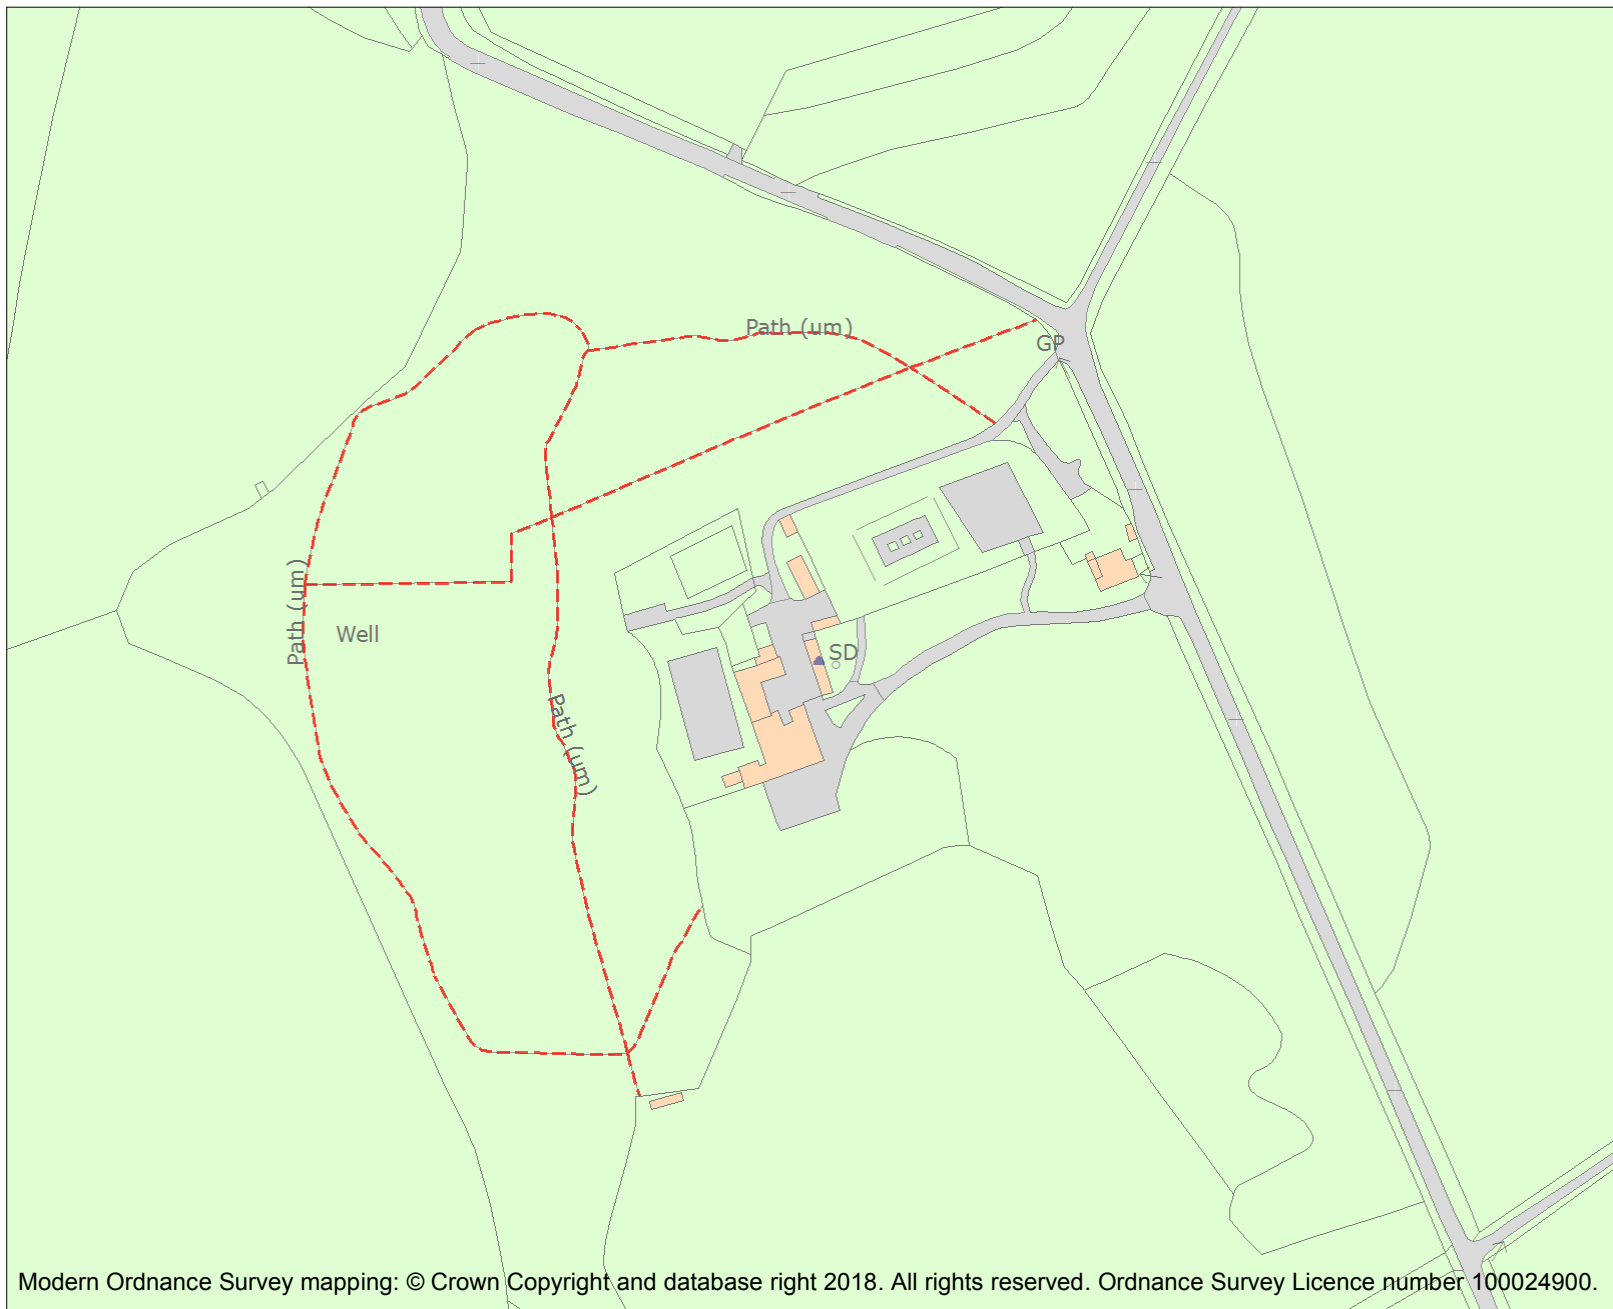 Path (um)
GP
Path (um)
Well
SD
Path (um)
Modern Ordnance Survey mapping: © Crown Copyright and database right 2018. All rights reserved. Ordnance Survey Licence number 100024900.